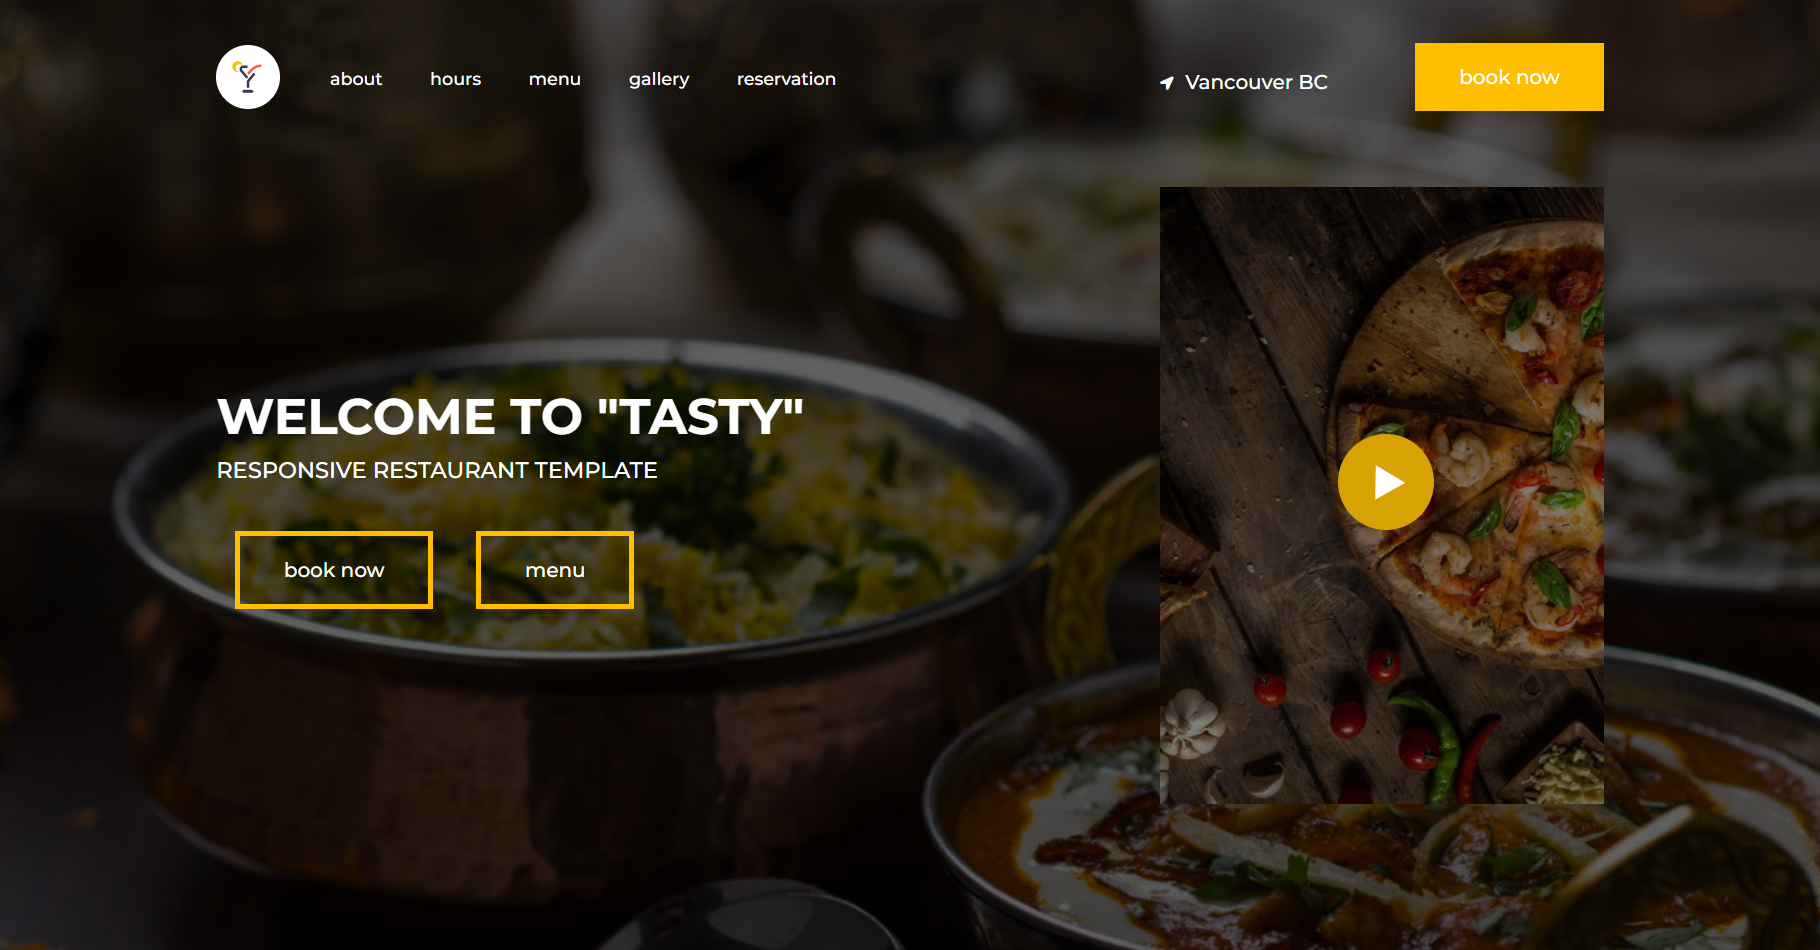 about hours menu gallery reservation Vancouver BC book now
WELCOME TO "TASTY"
RESPONSIVE RESTAURANT TEMPLATE
book now menu